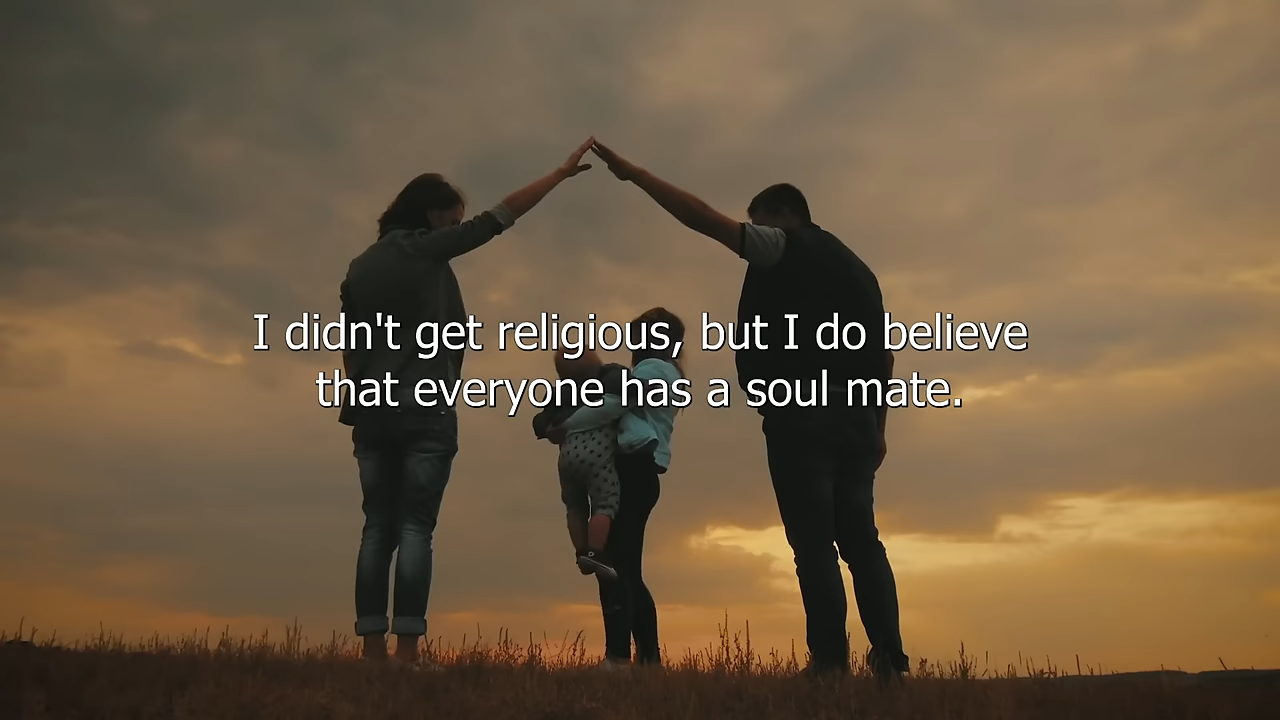 I didn't get religious, but I do believe
that everyone has a soul mate.